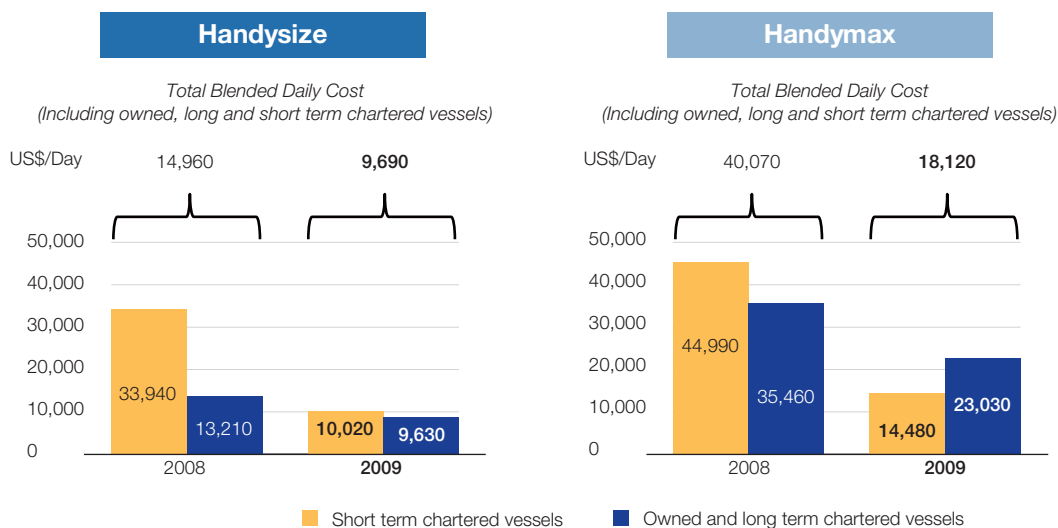 Handysize
Total Blended Daily Cost
(Including owned, long and short term chartered vessels)
US$/Day 14,960 9,690
50,000
40,000
30,000
20,000
10,000
0
33,940
13,210
10,020
9,630
2008 2009
Handymax
Total Blended Daily Cost
(Including owned, long and short term chartered vessels)
US$/Day 40,070 18,120
50,000
40,000
30,000
20,000
10,000
0
44,990
35,460
14,480
23,030
2008 2009
Short term chartered vessels Owned and long term chartered vessels